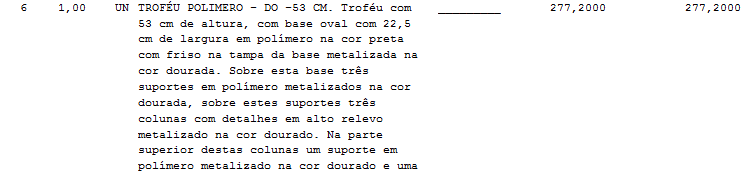 6 1,00 UN TROFÉU POLIMERO - DO -53 CM. Troféu com _________ 277,2000 277,2000
53 cm de altura, com base oval com 22,5
cm de largura em polímero na cor preta
com friso na tampa da base metalizada na
cor dourada. Sobre esta base três
suportes em polímero metalizados na cor
dourada, sobre estes suportes três
colunas com detalhes em alto relevo
metalizado na cor dourado. Na parte
superior destas colunas um suporte em
polímero metalizado na cor dourado e uma